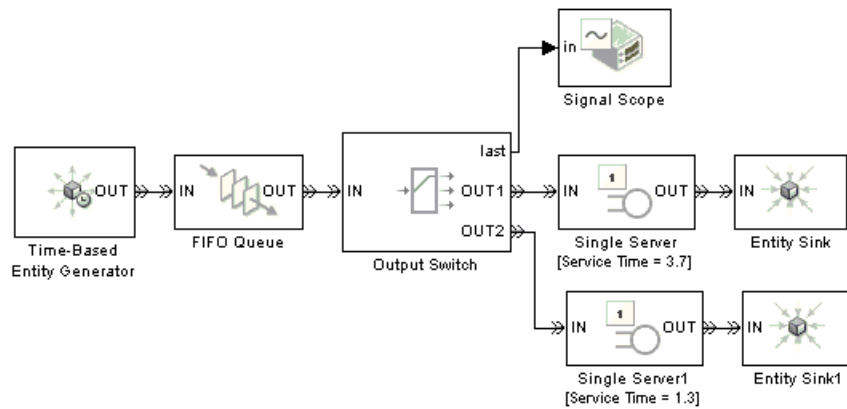 in
Signal Scope
last
OUT
IN
OUT
IN
OUT1
OUT2
1
IN
OUT
IN
Time-Based
Entity Generator
FIFO Queue
Output Switch
Single Server
[Service Time = 3.7]
Entity Sink
1
IN
OUT
IN
Single Server1
[Service Time = 1.3]
Entity Sink1